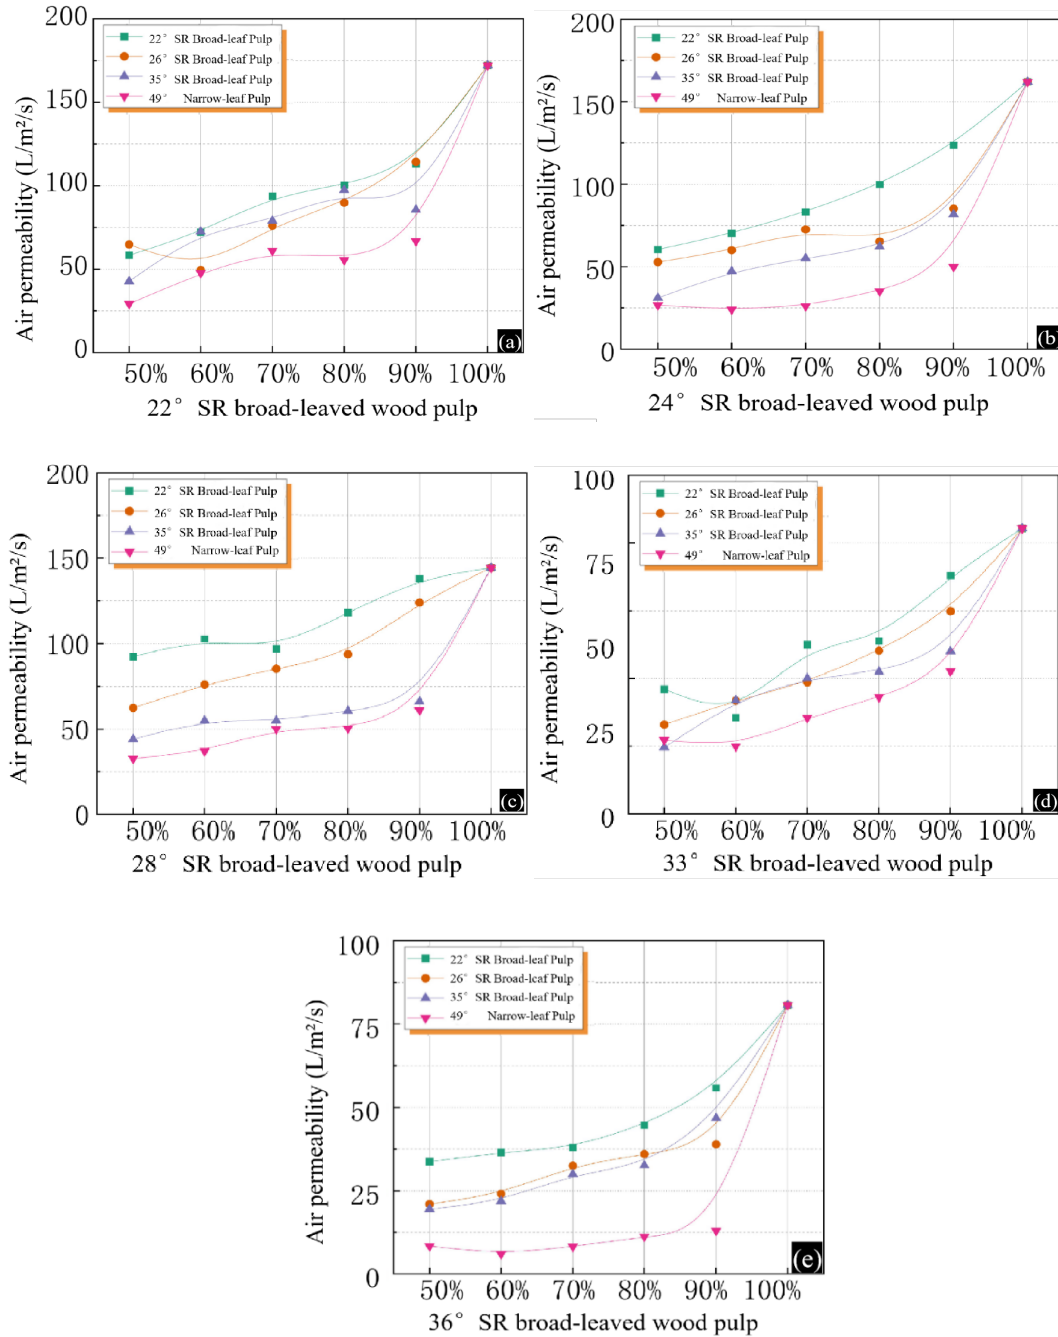 200
150
100
50
0
Air permeability (L/m²/s)
22° SR Broad-leaf Pulp
26° SR Broad-leaf Pulp
35° SR Broad-leaf Pulp
49° Narrow-leaf Pulp
(a)
50% 60% 70% 80% 90% 100%
22° SR broad-leaved wood pulp
200
150
100
50
0
Air permeability (L/m²/s)
22° SR Broad-leaf Pulp
26° SR Broad-leaf Pulp
35° SR Broad-leaf Pulp
49° Narrow-leaf Pulp
(b)
50% 60% 70% 80% 90% 100%
24° SR broad-leaved wood pulp
200
150
100
50
0
Air permeability (L/m²/s)
22° SR Broad-leaf Pulp
26° SR Broad-leaf Pulp
35° SR Broad-leaf Pulp
49° Narrow-leaf Pulp
(c)
50% 60% 70% 80% 90% 100%
28° SR broad-leaved wood pulp
100
75
50
25
0
Air permeability (L/m²/s)
22° SR Broad-leaf Pulp
26° SR Broad-leaf Pulp
35° SR Broad-leaf Pulp
49° Narrow-leaf Pulp
(d)
50% 60% 70% 80% 90% 100%
33° SR broad-leaved wood pulp
100
75
50
25
0
Air permeability (L/m²/s)
22° SR Broad-leaf Pulp
26° SR Broad-leaf Pulp
35° SR Broad-leaf Pulp
49° Narrow-leaf Pulp
(e)
50% 60% 70% 80% 90% 100%
36° SR broad-leaved wood pulp